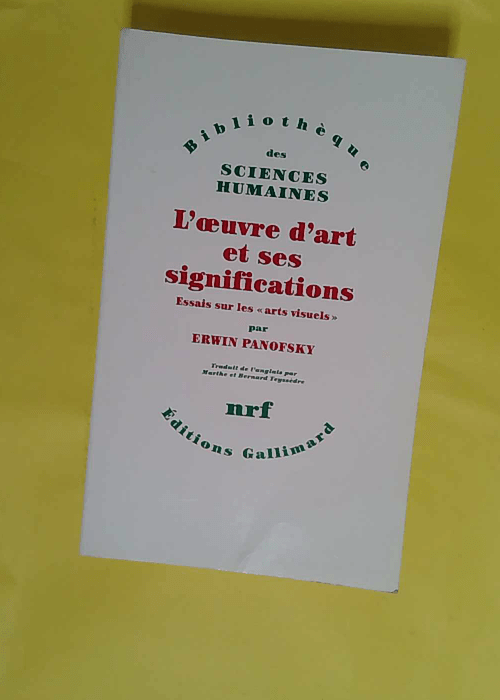 Bibliothèque
des
SCIENCES
HUMAINES
L'œuvre d'art
et ses
significations
Essais sur les « arts visuels »
par
ERWIN PANOFSKY
Traduit de l'anglais par
Marthe et Bernard Teyssèdre
nrf
Éditions Gallimard